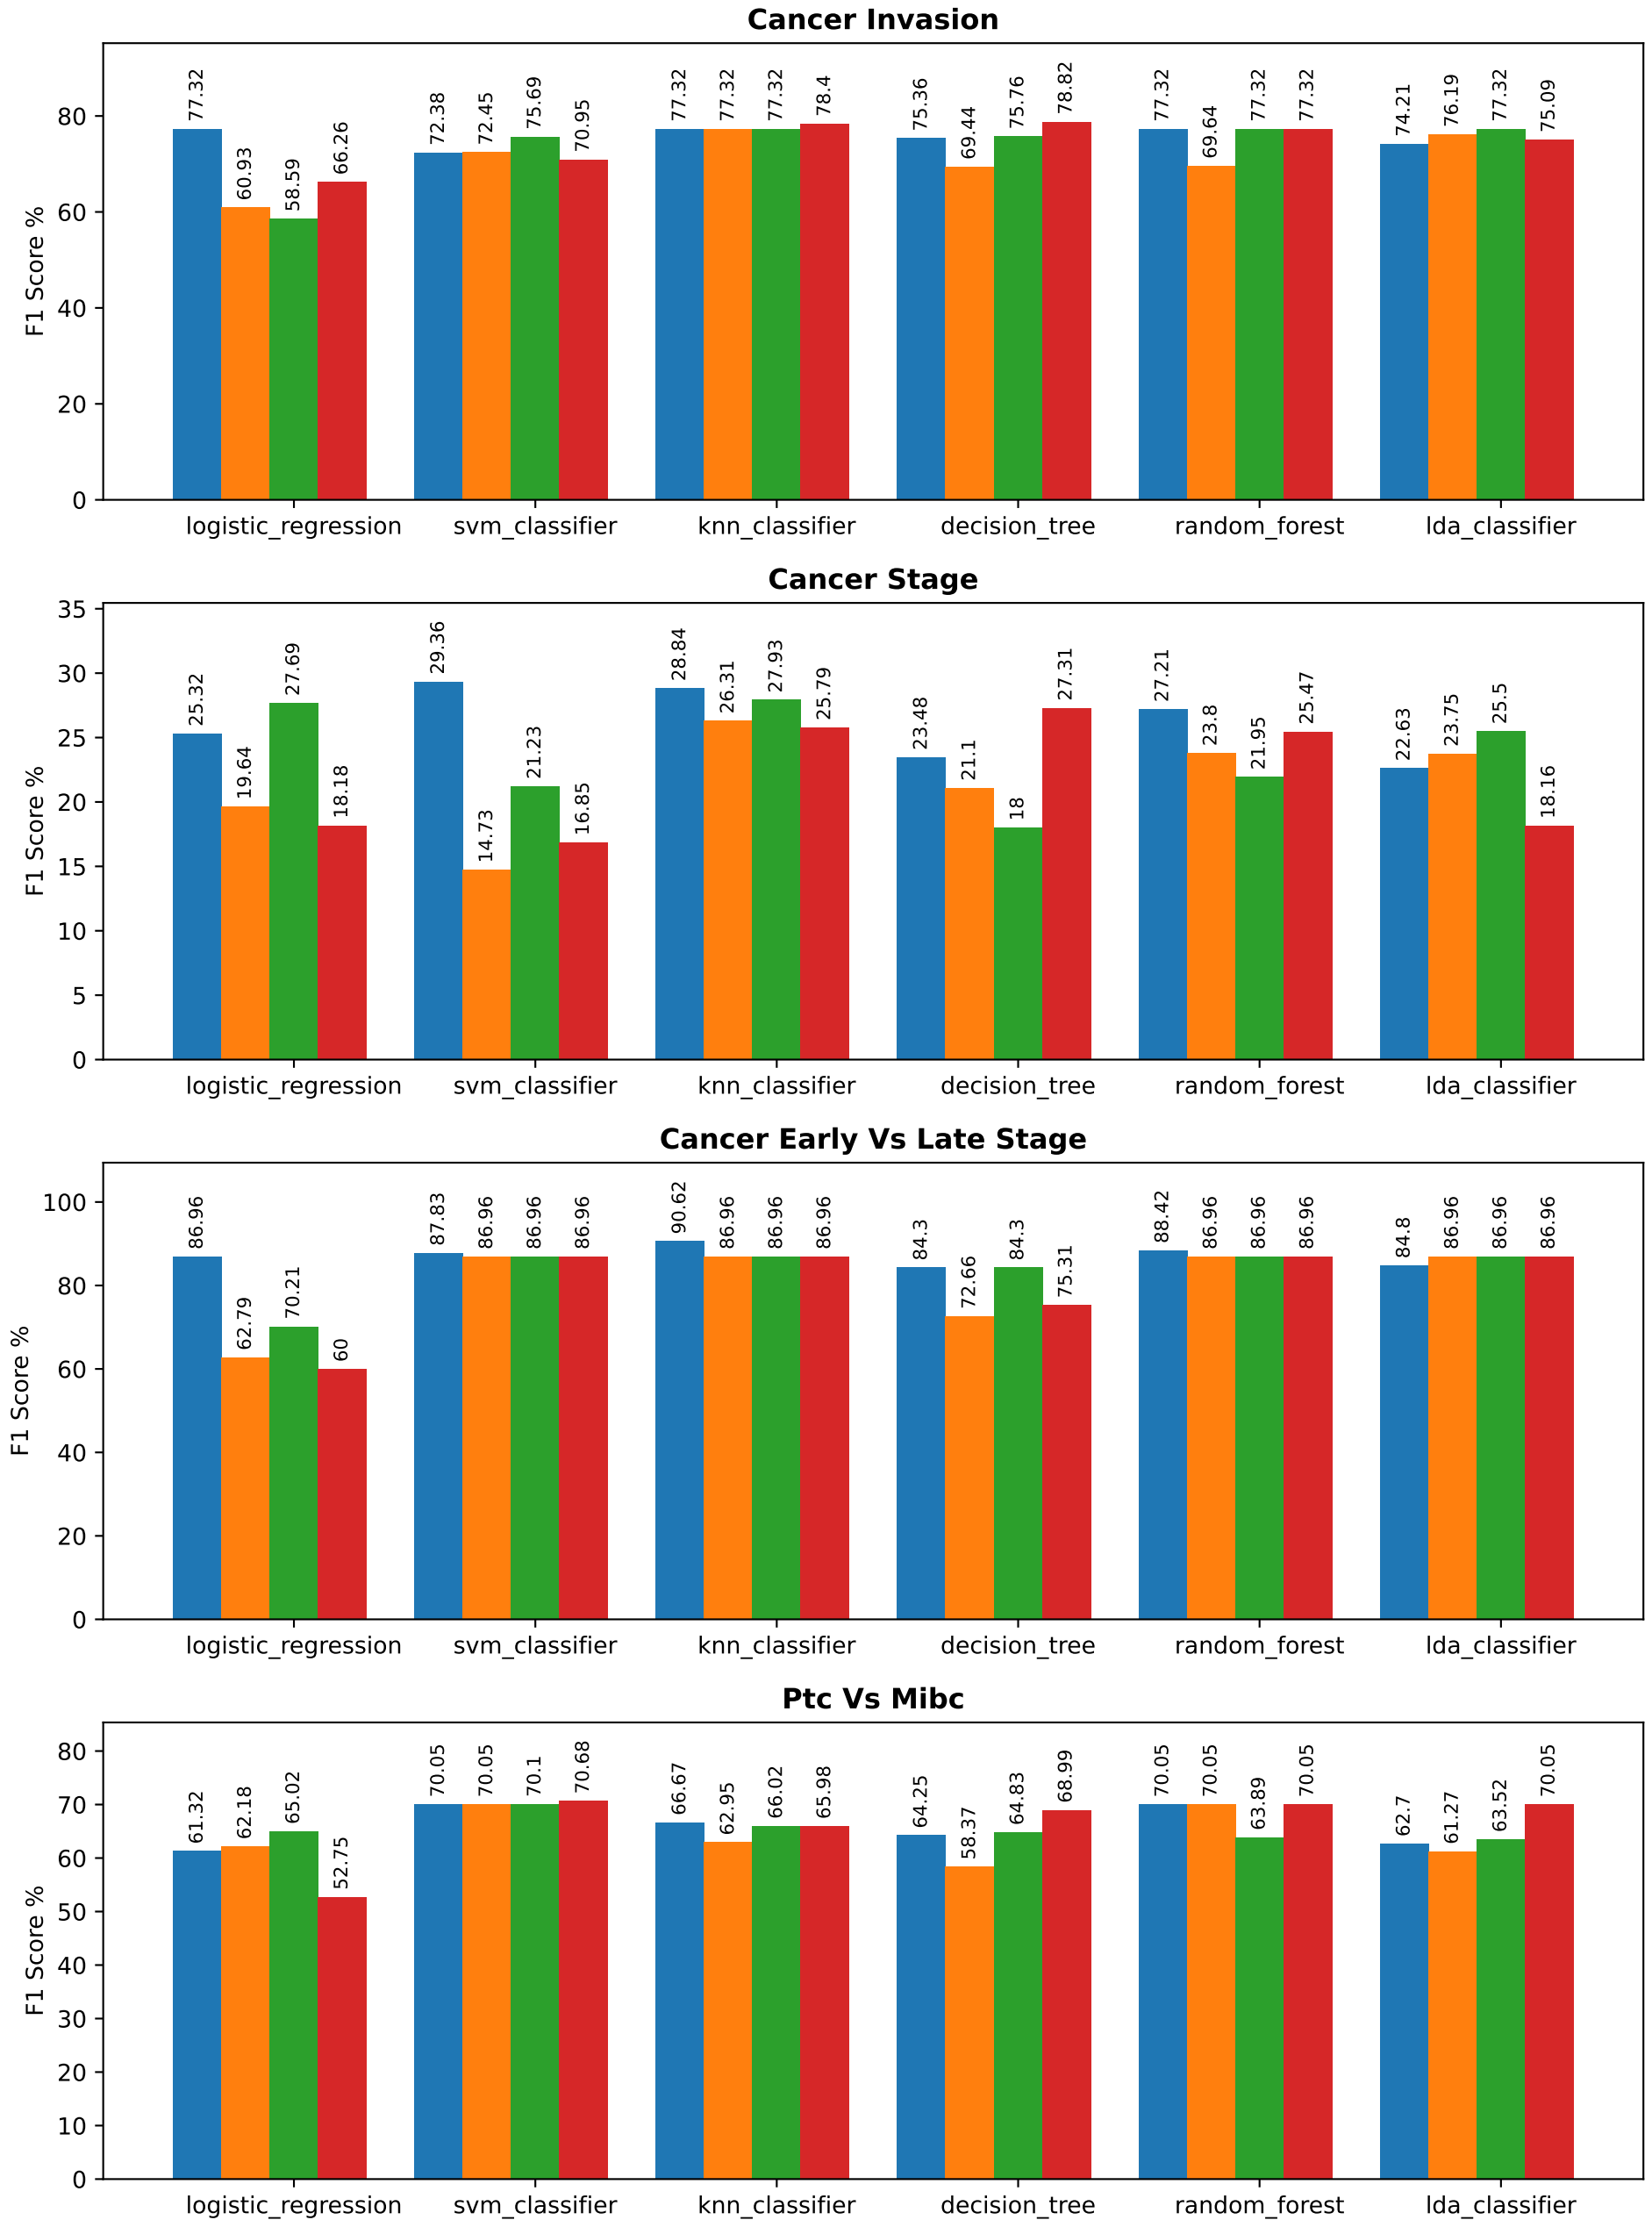 Cancer Invasion
F1 Score %
80
60
40
20
0
77.32 60.93 58.59 66.26 72.38 72.45 75.69 70.95 77.32 77.32 77.32 78.4 75.36 69.44 75.76 78.82 77.32 69.64 77.32 77.32 74.21 76.19 77.32 75.09
logistic_regression svm_classifier knn_classifier decision_tree random_forest lda_classifier
Cancer Stage
F1 Score %
35
30
25
20
15
10
5
0
25.32 19.64 27.69 18.18 29.36 14.73 21.23 16.85 28.84 26.31 27.93 25.79 23.48 21.1 18 27.31 27.21 23.8 21.95 25.47 22.63 23.75 25.5 18.16
logistic_regression svm_classifier knn_classifier decision_tree random_forest lda_classifier
Cancer Early Vs Late Stage
F1 Score %
100
80
60
40
20
0
86.96 62.79 70.21 60 87.83 86.96 86.96 86.96 90.62 86.96 86.96 86.96 84.3 72.66 84.3 75.31 88.42 86.96 86.96 86.96 84.8 86.96 86.96 86.96
logistic_regression svm_classifier knn_classifier decision_tree random_forest lda_classifier
Ptc Vs Mibc
F1 Score %
80
70
60
50
40
30
20
10
0
61.32 62.18 65.02 52.75 70.05 70.05 70.1 70.68 66.67 62.95 66.02 65.98 64.25 58.37 64.83 68.99 70.05 70.05 63.89 70.05 62.7 61.27 63.52 70.05
logistic_regression svm_classifier knn_classifier decision_tree random_forest lda_classifier